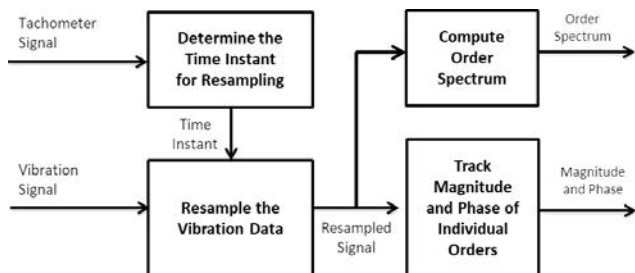 Tachometer
Signal
Determine the
Time Instant
for Resampling
Compute
Order
Spectrum
Order
Spectrum
Time
Instant
Vibration
Signal
Resample the
Vibration Data
Resampled
Signal
Track
Magnitude
and Phase of
Individual
Orders
Magnitude
and Phase